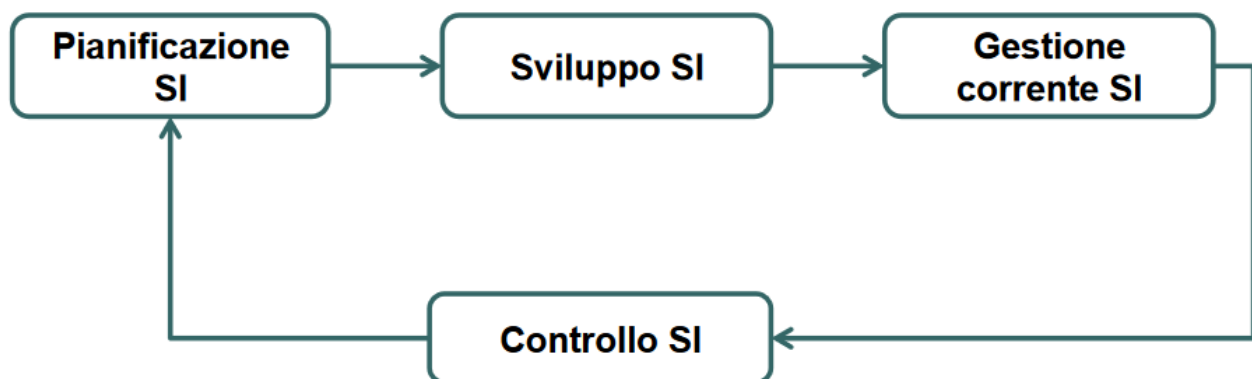 Pianificazione
SI
Sviluppo SI
Gestione
corrente SI
Controllo SI